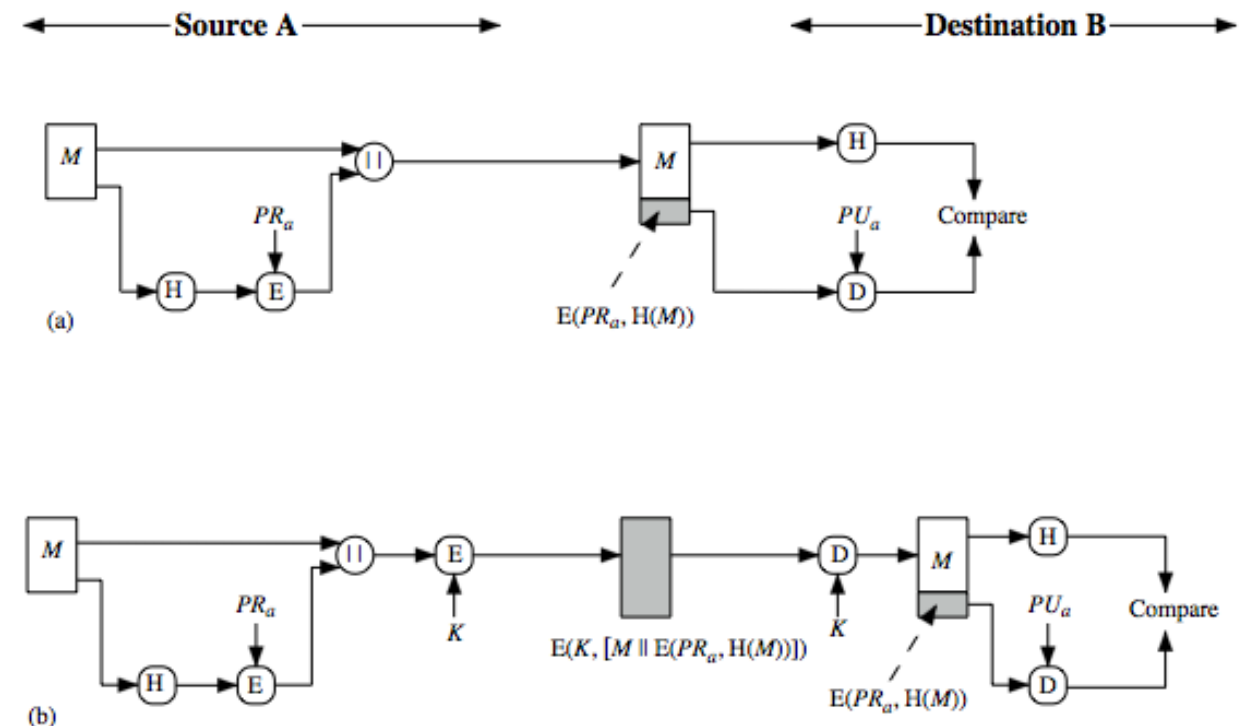 Source A
Destination B
M
||
M
H
PRₐ
PUₐ
Compare
H
E
D
E(PRₐ, H(M))
(a)
M
||
E
D
M
H
PRₐ
K
K
PUₐ
Compare
E(K, [M || E(PRₐ, H(M))])
H
E
D
E(PRₐ, H(M))
(b)